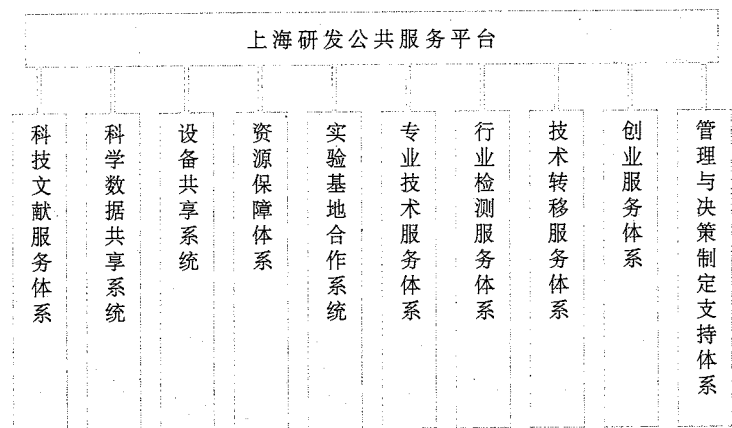 上海研发公共服务平台
科技文献服务体系
科学数据共享系统
设备共享系统
资源保障体系
实验基地合作系统
专业技术服务体系
行业检测服务体系
技术转移服务体系
创业服务体系
管理与决策制定支持体系